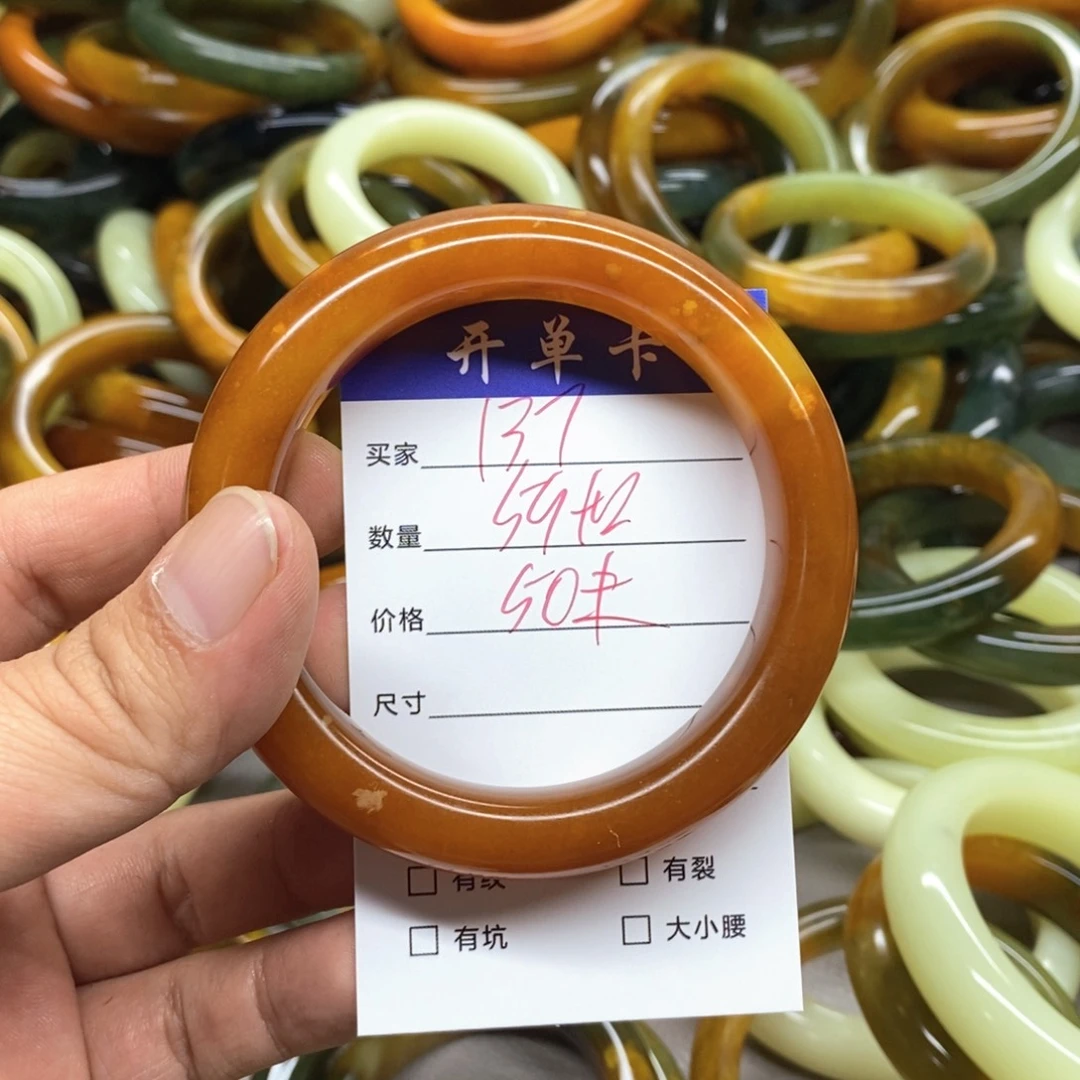 开单卡
买家 137
数量 59
价格 50
尺寸
有纹 有裂
有坑 大小腰